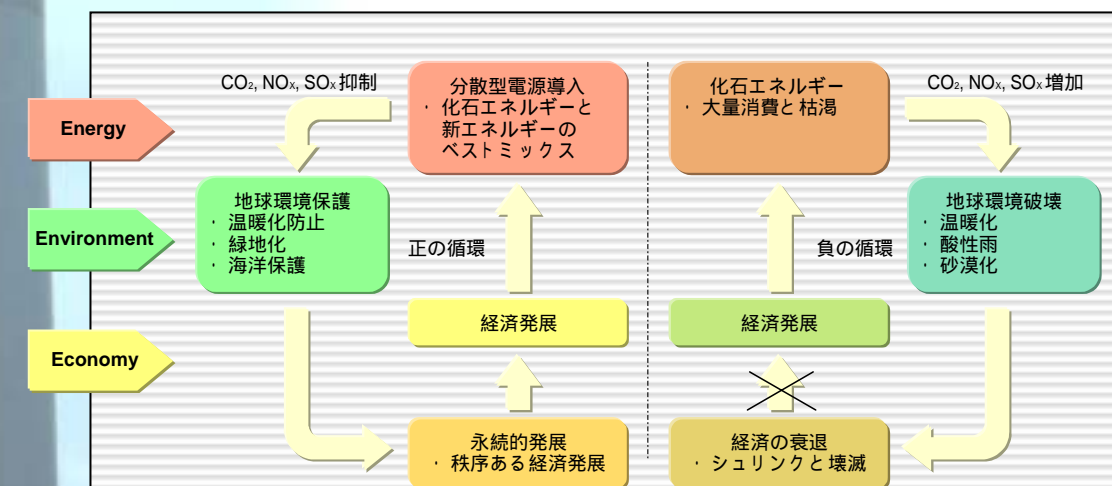 CO₂, NOx, SOx抑制
分散型電源導入
・ 化石エネルギーと
新エネルギーの
ベストミックス
化石エネルギー
・ 大量消費と枯渇
CO₂, NOx, SOx増加
Energy
地球環境保護
・ 温暖化防止
・ 緑地化
・ 海洋保護
地球環境破壊
・ 温暖化
・ 酸性雨
・ 砂漠化
Environment
正の循環
負の循環
経済発展
経済発展
Economy
永続的発展
・ 秩序ある経済発展
経済の衰退
・ シュリンクと壊滅